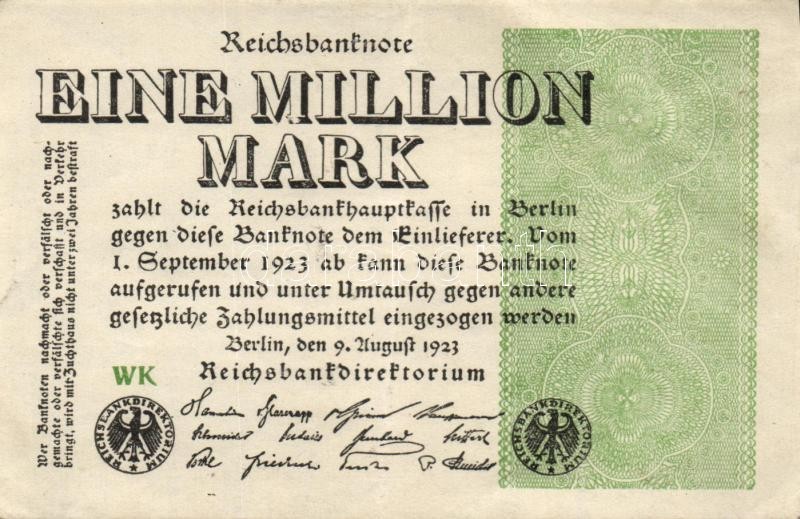 Reichsbanknote
EINE MILLION
MARK
zahlt die Reichsbankhauptkasse in Berlin
gegen diese Banknote dem Einlieferer. Vom
1. September 1923 ab kann diese Banknote
aufgerufen und unter Umtausch gegen andere
gesetzliche Zahlungsmittel eingezogen werden
Berlin, den 9. August 1923
Reichsbankdirektorium
WK
Wer Banknoten nachmacht oder verfälscht oder nach-
gemachte oder verfälschte sich verschafft und in Verkehr
bringt, wird mit Zuchthaus nicht unter zwei Jahren bestraft
REICHSBANKDIREKTORIUM
REICHSBANKDIREKTORIUM